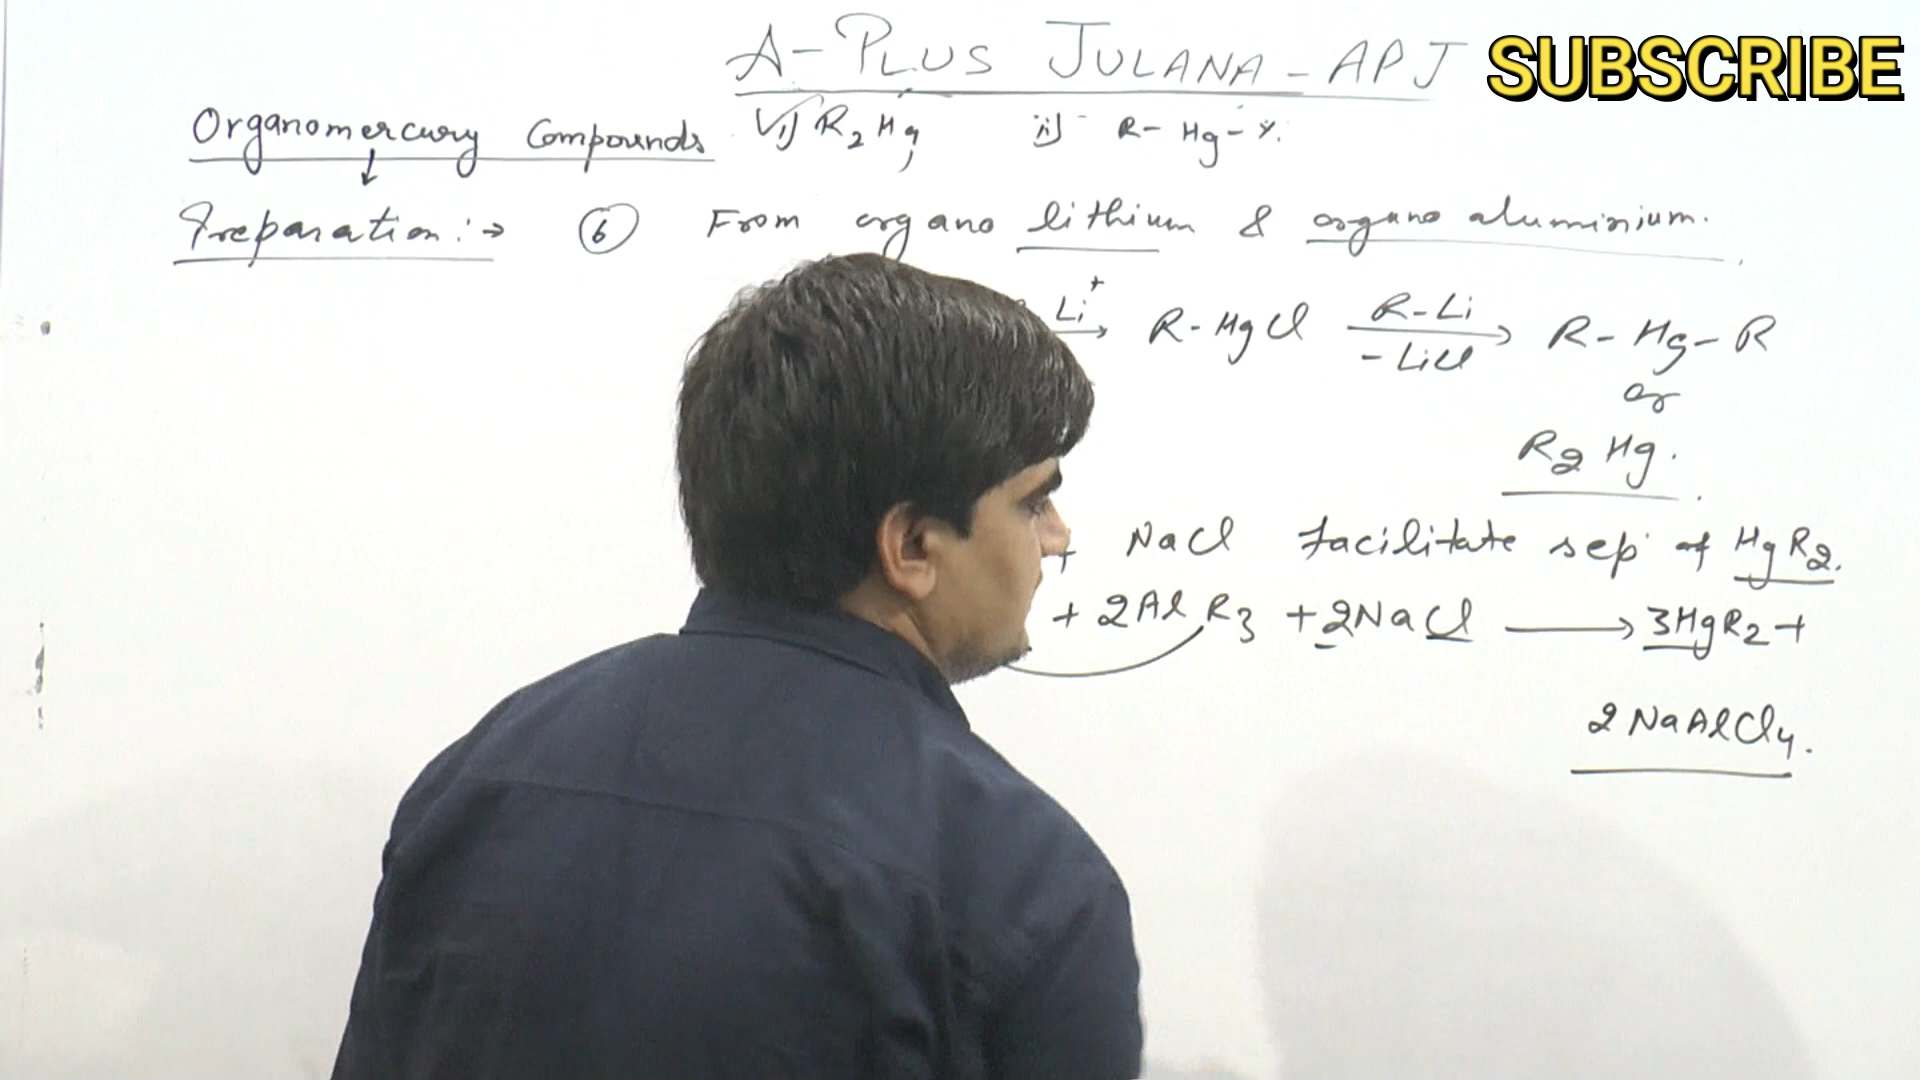 A-PLUS JULANA-APJ
SUBSCRIBE
Organomercury Compounds i) R2Hg ii) R-Hg-X.
Preparation:→ ⑥ From organo lithium & organo aluminium.
Li⁺ → R-HgCl R-Li → R-Hg-R
-LiCl
or
R2Hg.
+ NaCl facilitate sep of HgR2.
+ 2AlR3 + 2NaCl → 3HgR2 +
2NaAlCl4.